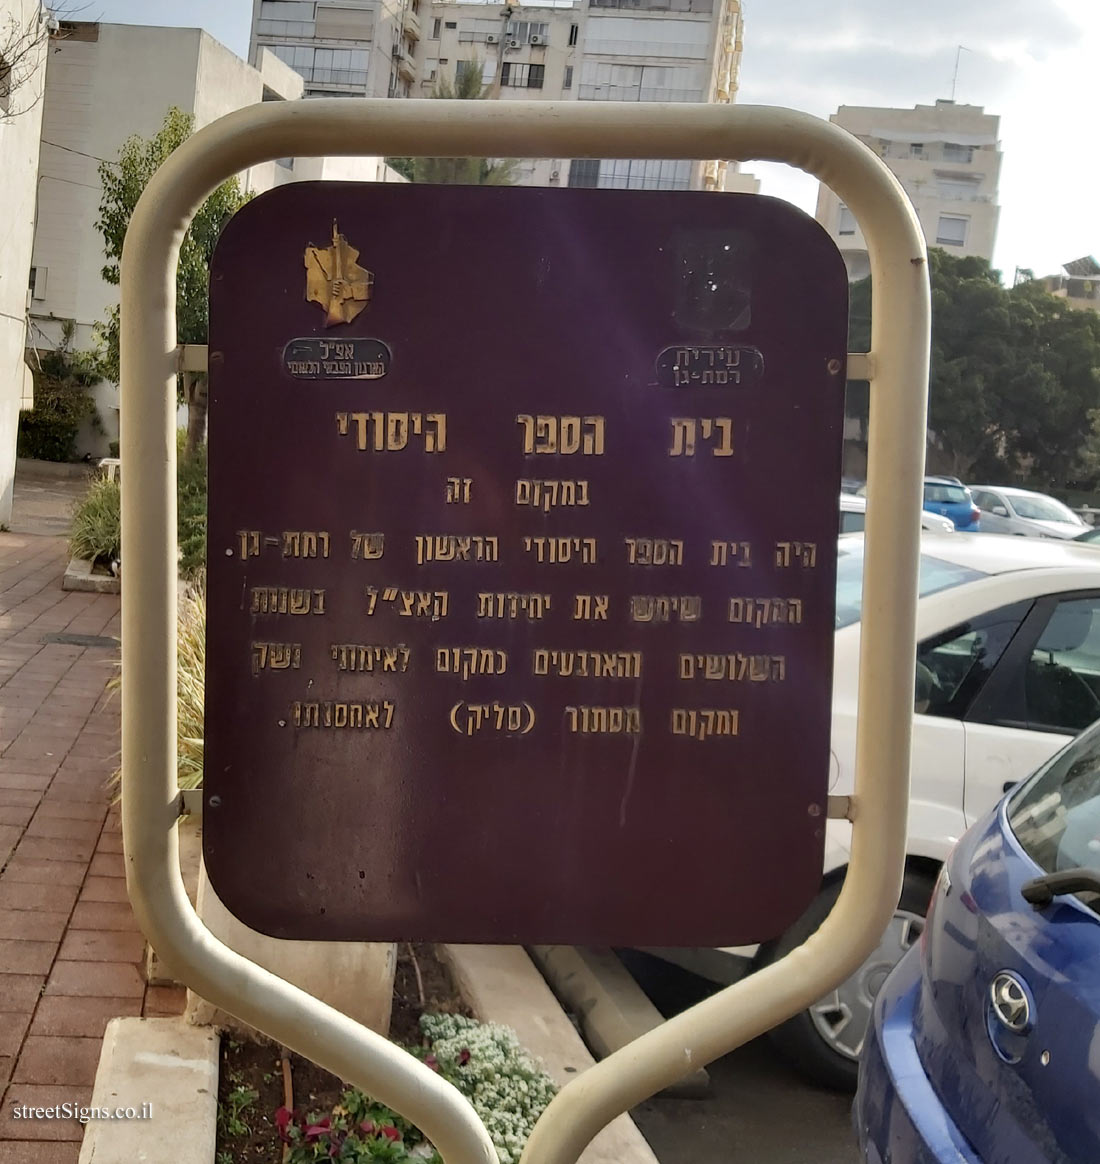 עירית
רמת-גן
אצ"ל
הארגון הצבאי הלאומי
בית הספר היסודי
במקום זה
היה בית הספר היסודי הראשון של רמת-גן.
המקום שימש את יחידות האצ"ל בשנות
השלושים והארבעים כמקום לאימוני נשק
ומקום מסתור (סליק) לאחסנתו.
streetSigns.co.il